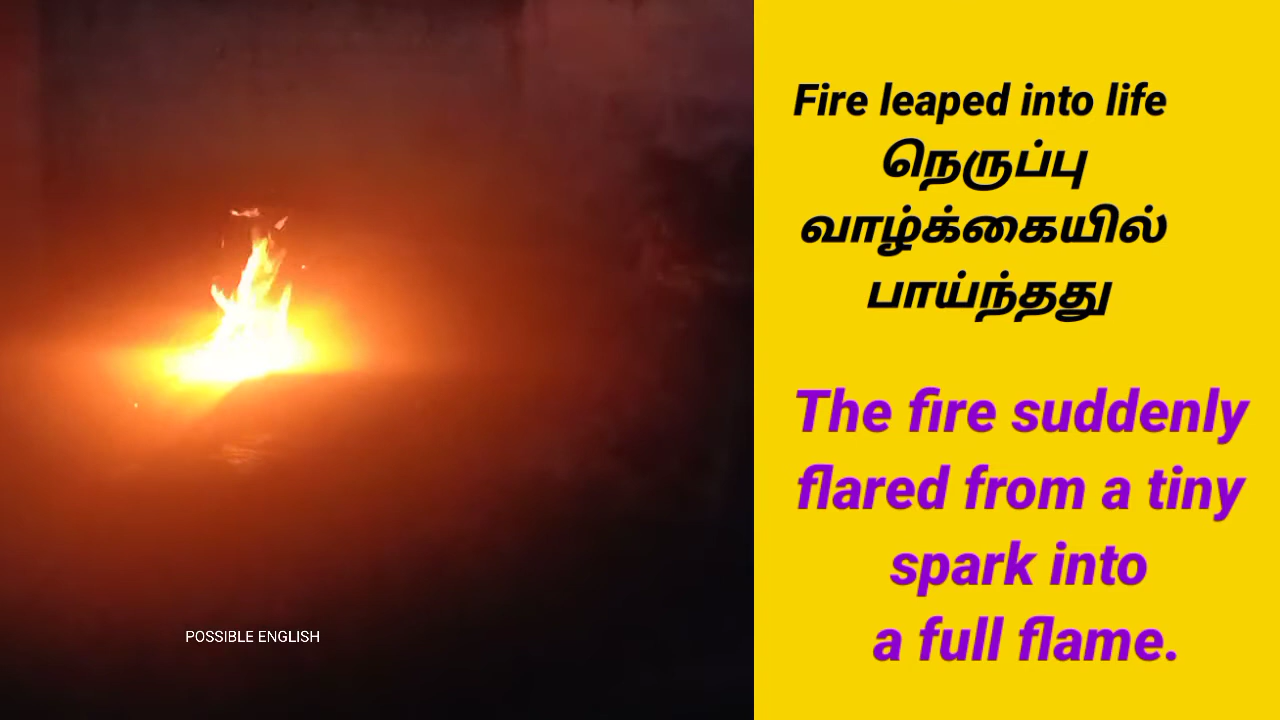 Fire leaped into life
நெருப்பு
வாழ்க்கையில்
பாய்ந்தது
The fire suddenly
flared from a tiny
spark into
a full flame.
POSSIBLE ENGLISH